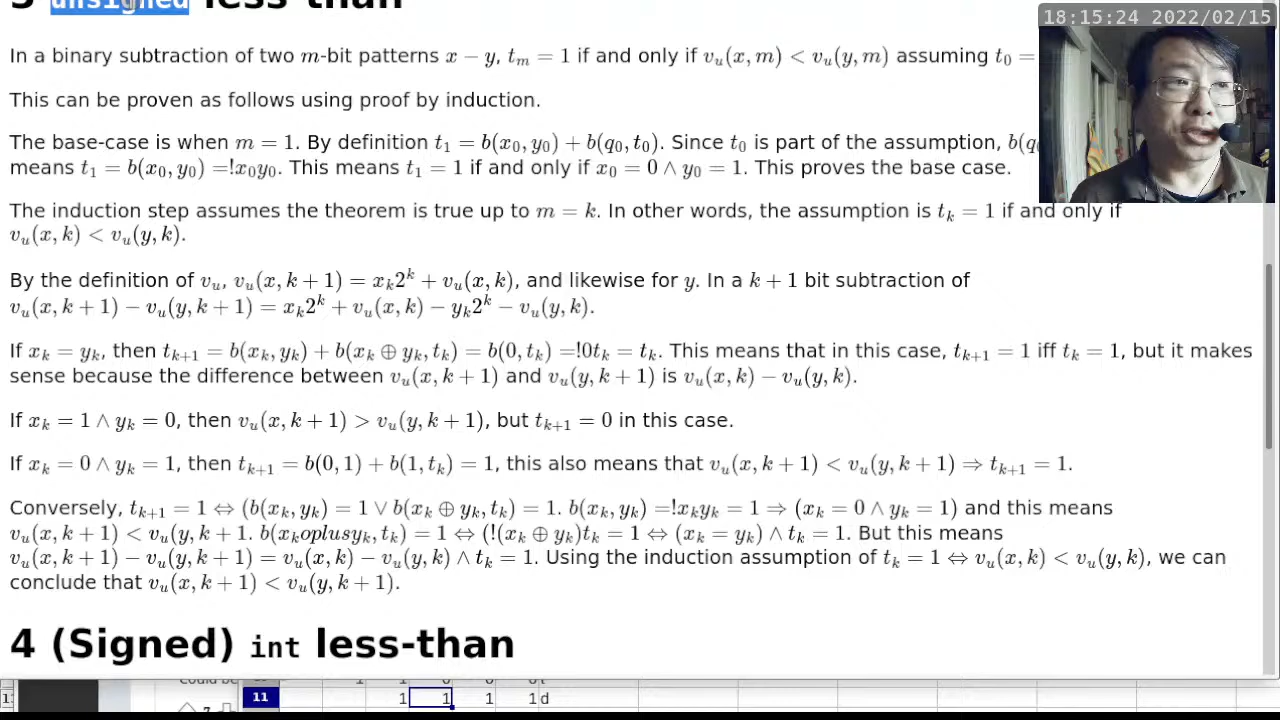 3 unsigned less-than
18:15:24 2022/02/15
In a binary subtraction of two m-bit patterns x − y, t_m = 1 if and only if v_u(x, m) < v_u(y, m) assuming t_0 =
This can be proven as follows using proof by induction.
The base-case is when m = 1. By definition t_1 = b(x_0, y_0) + b(q_0, t_0). Since t_0 is part of the assumption, b(q
means t_1 = b(x_0, y_0) =!x_0y_0. This means t_1 = 1 if and only if x_0 = 0 ∧ y_0 = 1. This proves the base case.
The induction step assumes the theorem is true up to m = k. In other words, the assumption is t_k = 1 if and only if
v_u(x, k) < v_u(y, k).
By the definition of v_u, v_u(x, k + 1) = x_k2^k + v_u(x, k), and likewise for y. In a k + 1 bit subtraction of
v_u(x, k + 1) − v_u(y, k + 1) = x_k2^k + v_u(x, k) − y_k2^k − v_u(y, k).
If x_k = y_k, then t_{k+1} = b(x_k, y_k) + b(x_k ⊕ y_k, t_k) = b(0, t_k) =!0t_k = t_k. This means that in this case, t_{k+1} = 1 iff t_k = 1, but it makes
sense because the difference between v_u(x, k + 1) and v_u(y, k + 1) is v_u(x, k) − v_u(y, k).
If x_k = 1 ∧ y_k = 0, then v_u(x, k + 1) > v_u(y, k + 1), but t_{k+1} = 0 in this case.
If x_k = 0 ∧ y_k = 1, then t_{k+1} = b(0, 1) + b(1, t_k) = 1, this also means that v_u(x, k + 1) < v_u(y, k + 1) ⇒ t_{k+1} = 1.
Conversely, t_{k+1} = 1 ⇔ (b(x_k, y_k) = 1 ∨ b(x_k ⊕ y_k, t_k) = 1. b(x_k, y_k) =!x_ky_k = 1 ⇒ (x_k = 0 ∧ y_k = 1) and this means
v_u(x, k + 1) < v_u(y, k + 1. b(x_koplusy_k, t_k) = 1 ⇔ (!(x_k ⊕ y_k)t_k = 1 ⇔ (x_k = y_k) ∧ t_k = 1. But this means
v_u(x, k + 1) − v_u(y, k + 1) = v_u(x, k) − v_u(y, k) ∧ t_k = 1. Using the induction assumption of t_k = 1 ⇔ v_u(x, k) < v_u(y, k), we can
conclude that v_u(x, k + 1) < v_u(y, k + 1).
4 (Signed) int less-than
11 1 1 1 1 d